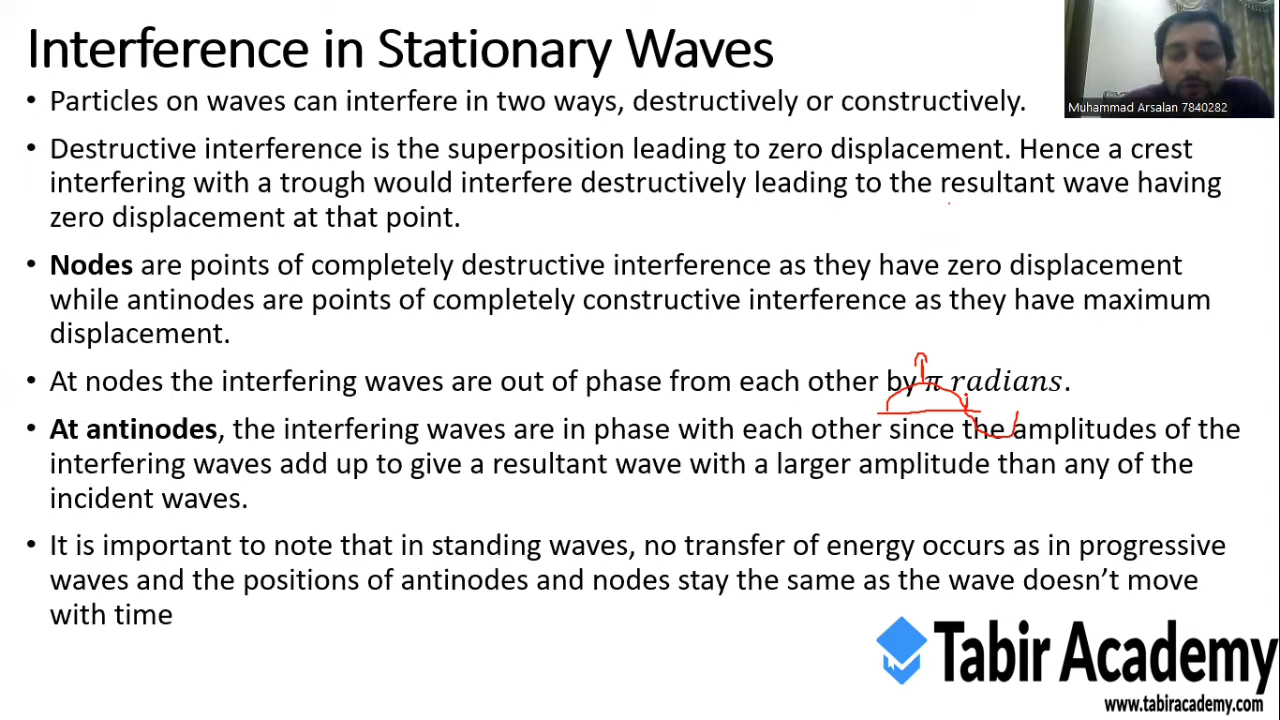 Interference in Stationary Waves
Muhammad Arsalan 7840282
• Particles on waves can interfere in two ways, destructively or constructively.
• Destructive interference is the superposition leading to zero displacement. Hence a crest
interfering with a trough would interfere destructively leading to the resultant wave having
zero displacement at that point.
• Nodes are points of completely destructive interference as they have zero displacement
while antinodes are points of completely constructive interference as they have maximum
displacement.
• At nodes the interfering waves are out of phase from each other by π radians.
• At antinodes, the interfering waves are in phase with each other since the amplitudes of the
interfering waves add up to give a resultant wave with a larger amplitude than any of the
incident waves.
• It is important to note that in standing waves, no transfer of energy occurs as in progressive
waves and the positions of antinodes and nodes stay the same as the wave doesn’t move
with time
Tabir Academy
www.tabiracademy.com